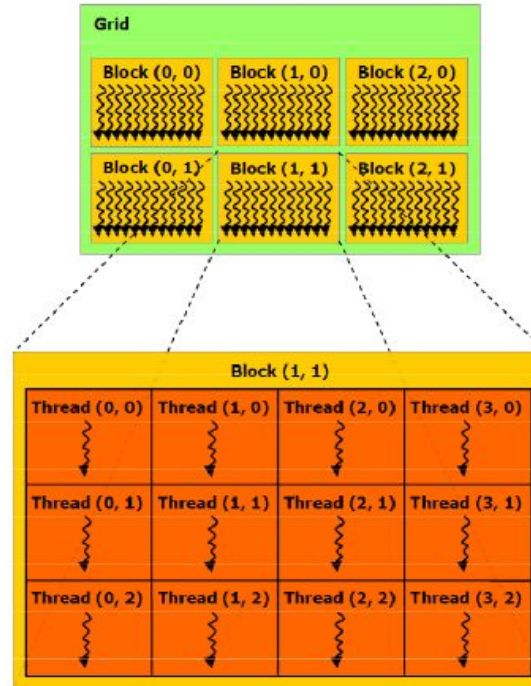 Grid
Block (0, 0) Block (1, 0) Block (2, 0)
Block (0, 1) Block (1, 1) Block (2, 1)
Block (1, 1)
Thread (0, 0) Thread (1, 0) Thread (2, 0) Thread (3, 0)
Thread (0, 1) Thread (1, 1) Thread (2, 1) Thread (3, 1)
Thread (0, 2) Thread (1, 2) Thread (2, 2) Thread (3, 2)